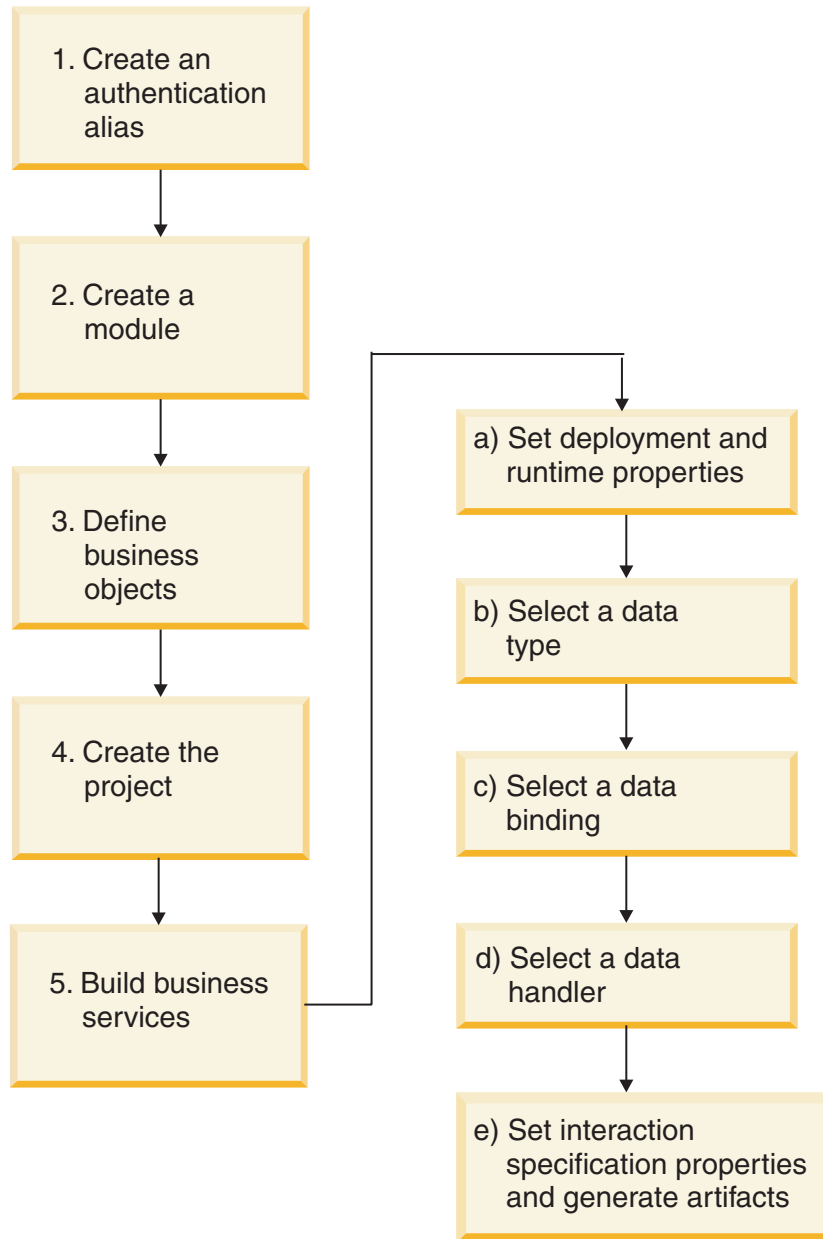 1. Create an
authentication
alias
2. Create a
module
3. Define
business
objects
4. Create the
project
5. Build business
services
a) Set deployment and
runtime properties
b) Select a data
type
c) Select a data
binding
d) Select a data
handler
e) Set interaction
specification properties
and generate artifacts